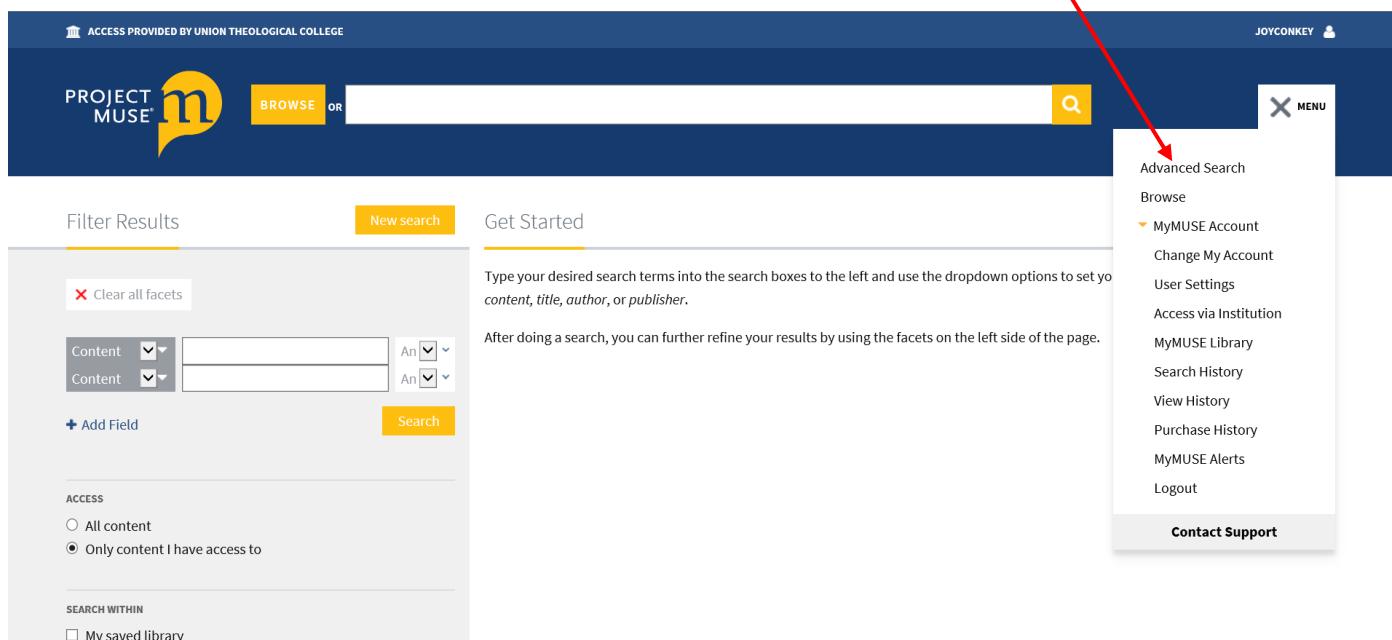 ACCESS PROVIDED BY UNION THEOLOGICAL COLLEGE
JOYCONKEY
PROJECT
MUSE®
m
BROWSE OR
MENU
Advanced Search
Browse
MyMUSE Account
Change My Account
User Settings
Access via Institution
MyMUSE Library
Search History
View History
Purchase History
MyMUSE Alerts
Logout
Contact Support
Filter Results
New search
Clear all facets
Content An
Content An
+ Add Field
Search
ACCESS
All content
Only content I have access to
SEARCH WITHIN
My saved library
Get Started
Type your desired search terms into the search boxes to the left and use the dropdown options to set yo
content, title, author, or publisher.
After doing a search, you can further refine your results by using the facets on the left side of the page.